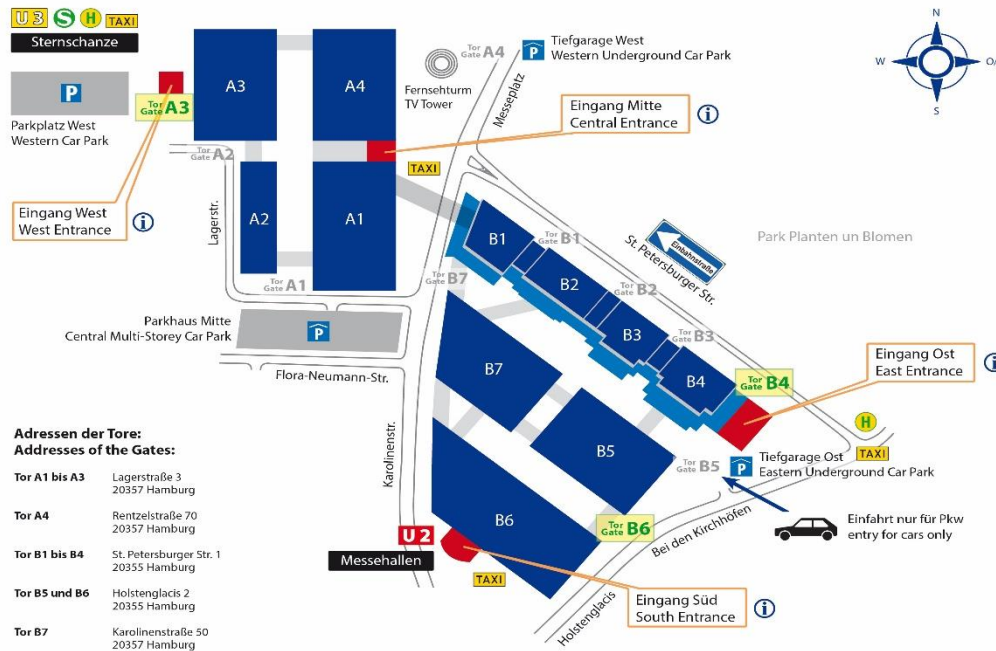 U 3 S H TAXI
Sternschanze
P
Parkplatz West
Western Car Park
Tor
Gate A3
Eingang West
West Entrance
i
A3
A4
Tor
Gate A2
A2
A1
TAXI
Lagerstr.
Tor
Gate A1
Tor
Gate A4
Fernsehturm
TV Tower
Messeplatz
P
Tiefgarage West
Western Underground Car Park
Eingang Mitte
Central Entrance
i
N
W
S
Einbahnstraße
St. Petersburger Str.
Park Planten un Blomen
B1
Tor
Gate B1
B2
Tor
Gate B2
B3
Tor
Gate B3
B4
Tor
Gate B4
Eingang Ost
East Entrance
i
H
TAXI
Tor
Gate B7
B7
Parkhaus Mitte
Central Multi-Storey Car Park
P
Flora-Neumann-Str.
Karolinenstr.
B5
Tor
Gate B5
P
Tiefgarage Ost
Eastern Underground Car Park
B6
Tor
Gate B6
Bei den Kirchhöfen
Einfahrt nur für Pkw
entry for cars only
U 2
Messehallen
TAXI
Holstenglacis
Eingang Süd
South Entrance
i
Adressen der Tore:
Addresses of the Gates:
Tor A1 bis A3 Lagerstraße 3
20357 Hamburg
Tor A4 Rentzelstraße 70
20357 Hamburg
Tor B1 bis B4 St. Petersburger Str. 1
20355 Hamburg
Tor B5 und B6 Holstenglacis 2
20355 Hamburg
Tor B7 Karolinenstraße 50
20357 Hamburg